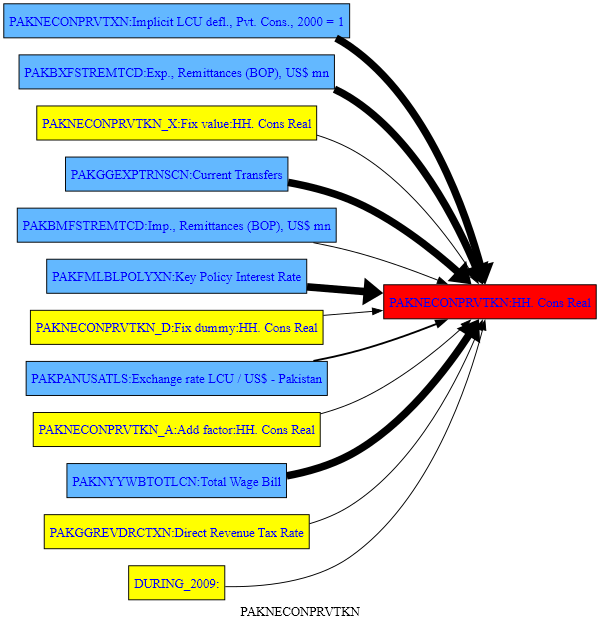 PAKNECONPRVTXN:Implicit LCU defl., Pvt. Cons., 2000 = 1
PAKBXFSTREMTCD:Exp., Remittances (BOP), US$ mn
PAKNECONPRVTKN_X:Fix value:HH. Cons Real
PAKGGEXPTRNSCN:Current Transfers
PAKBMFSTREMTCD:Imp., Remittances (BOP), US$ mn
PAKFMLBLPOLYXN:Key Policy Interest Rate
PAKNECONPRVTKN:HH. Cons Real
PAKNECONPRVTKN_D:Fix dummy:HH. Cons Real
PAKPANUSATLS:Exchange rate LCU / US$ - Pakistan
PAKNECONPRVTKN_A:Add factor:HH. Cons Real
PAKNYYWBTOTLCN:Total Wage Bill
PAKGGREVDRCTXN:Direct Revenue Tax Rate
DURING_2009:
PAKNECONPRVTKN